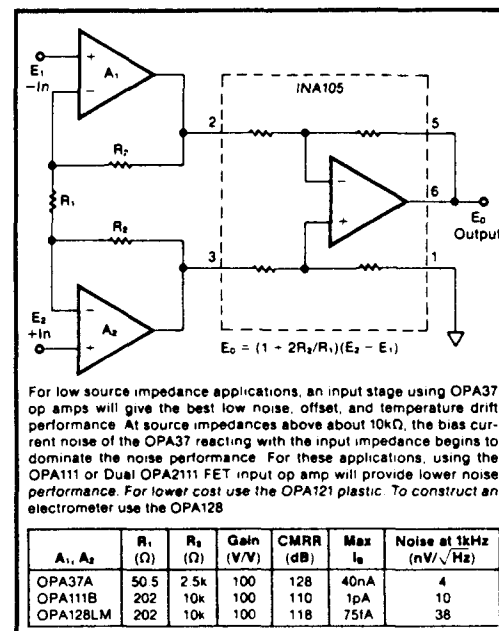 E₁
−In
+
−
A₁
INA105
2
5
R₂
R₁
−
+
6
E₀
Output
R₂
3
1
E₂
+In
−
+
A₂
E₀ = (1 + 2R₂/R₁)(E₂ − E₁)
For low source impedance applications, an input stage using OPA37
op amps will give the best low noise, offset, and temperature drift
performance. At source impedances above about 10kΩ, the bias cur-
rent noise of the OPA37 reacting with the input impedance begins to
dominate the noise performance. For these applications, using the
OPA111 or Dual OPA2111 FET input op amp will provide lower noise
performance. For lower cost use the OPA121 plastic. To construct an
electrometer use the OPA128
A₁, A₂ R₁ (Ω) R₂ (Ω) Gain (V/V) CMRR (dB) Max I_B Noise at 1kHz (nV/√Hz)
OPA37A 50.5 2.5k 100 128 40nA 4
OPA111B 202 10k 100 110 1pA 10
OPA128LM 202 10k 100 118 75fA 38